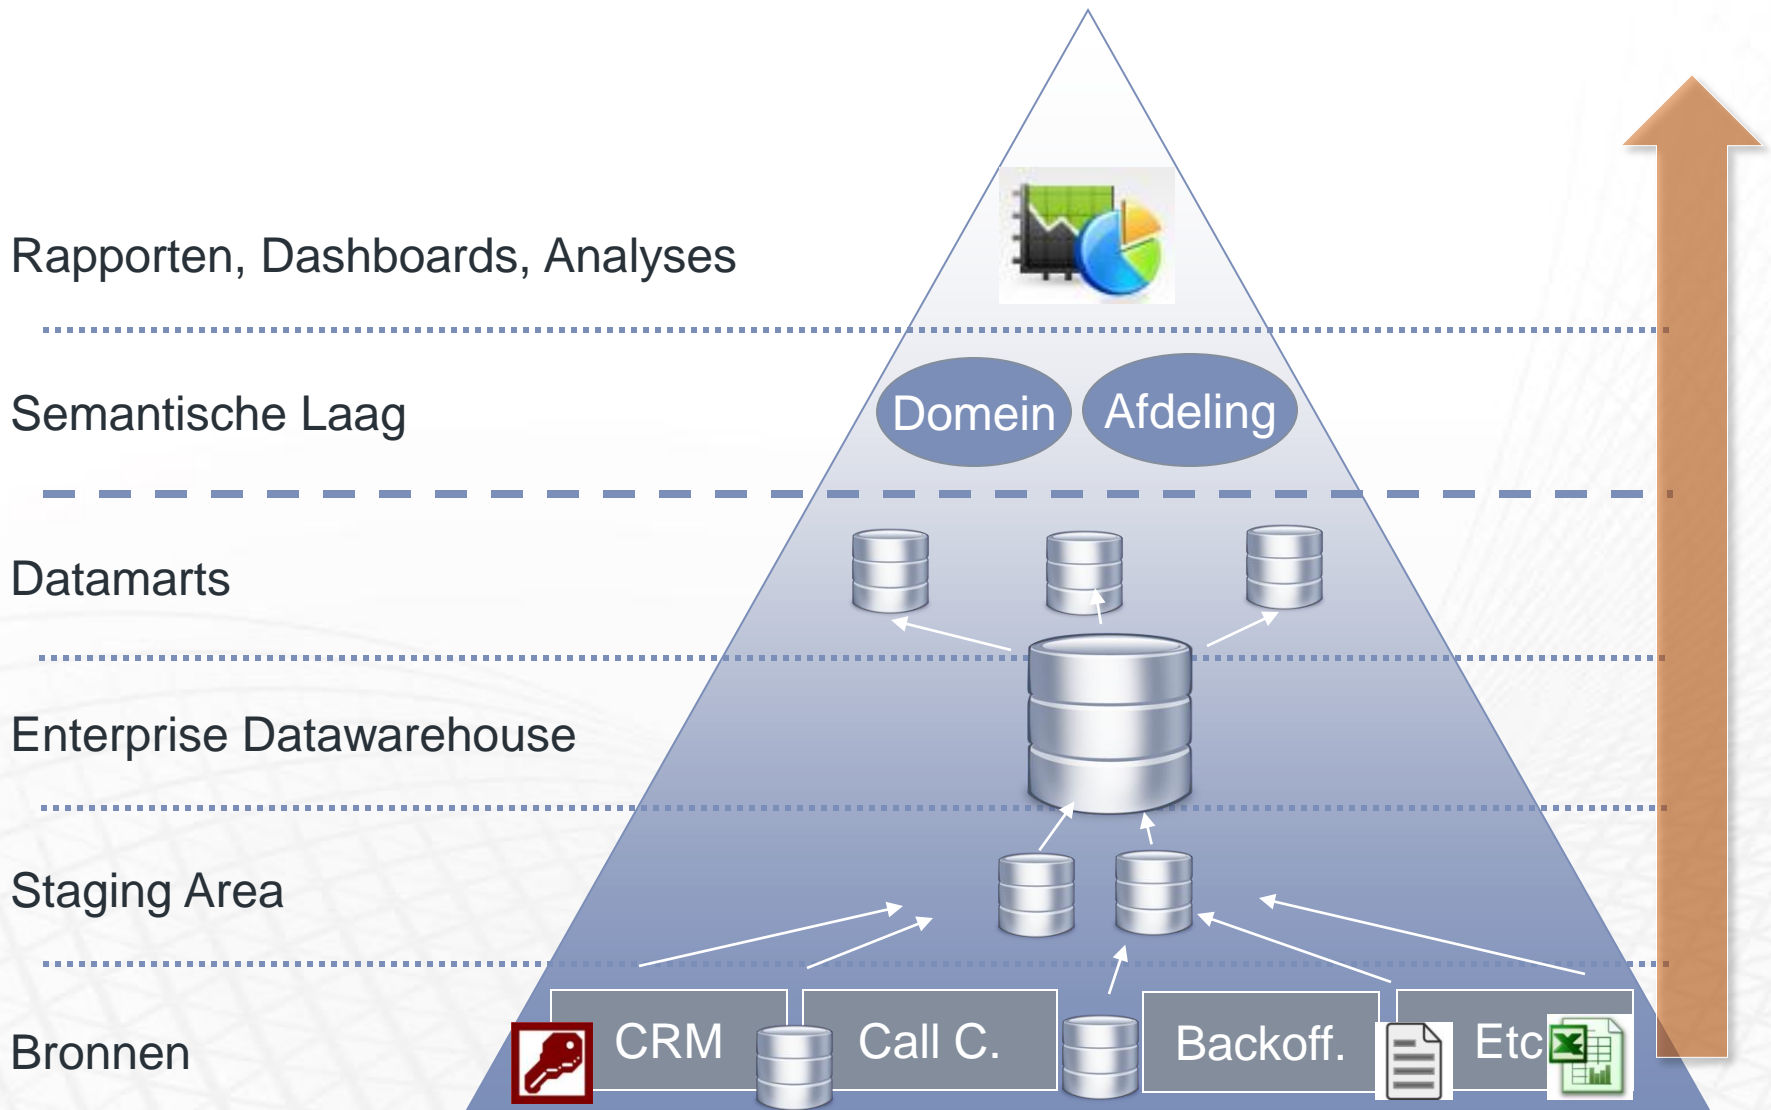 Rapporten, Dashboards, Analyses
Semantische Laag
Domein
Afdeling
Datamarts
Enterprise Datawarehouse
Staging Area
Bronnen
CRM
Call C.
Backoff.
Etc